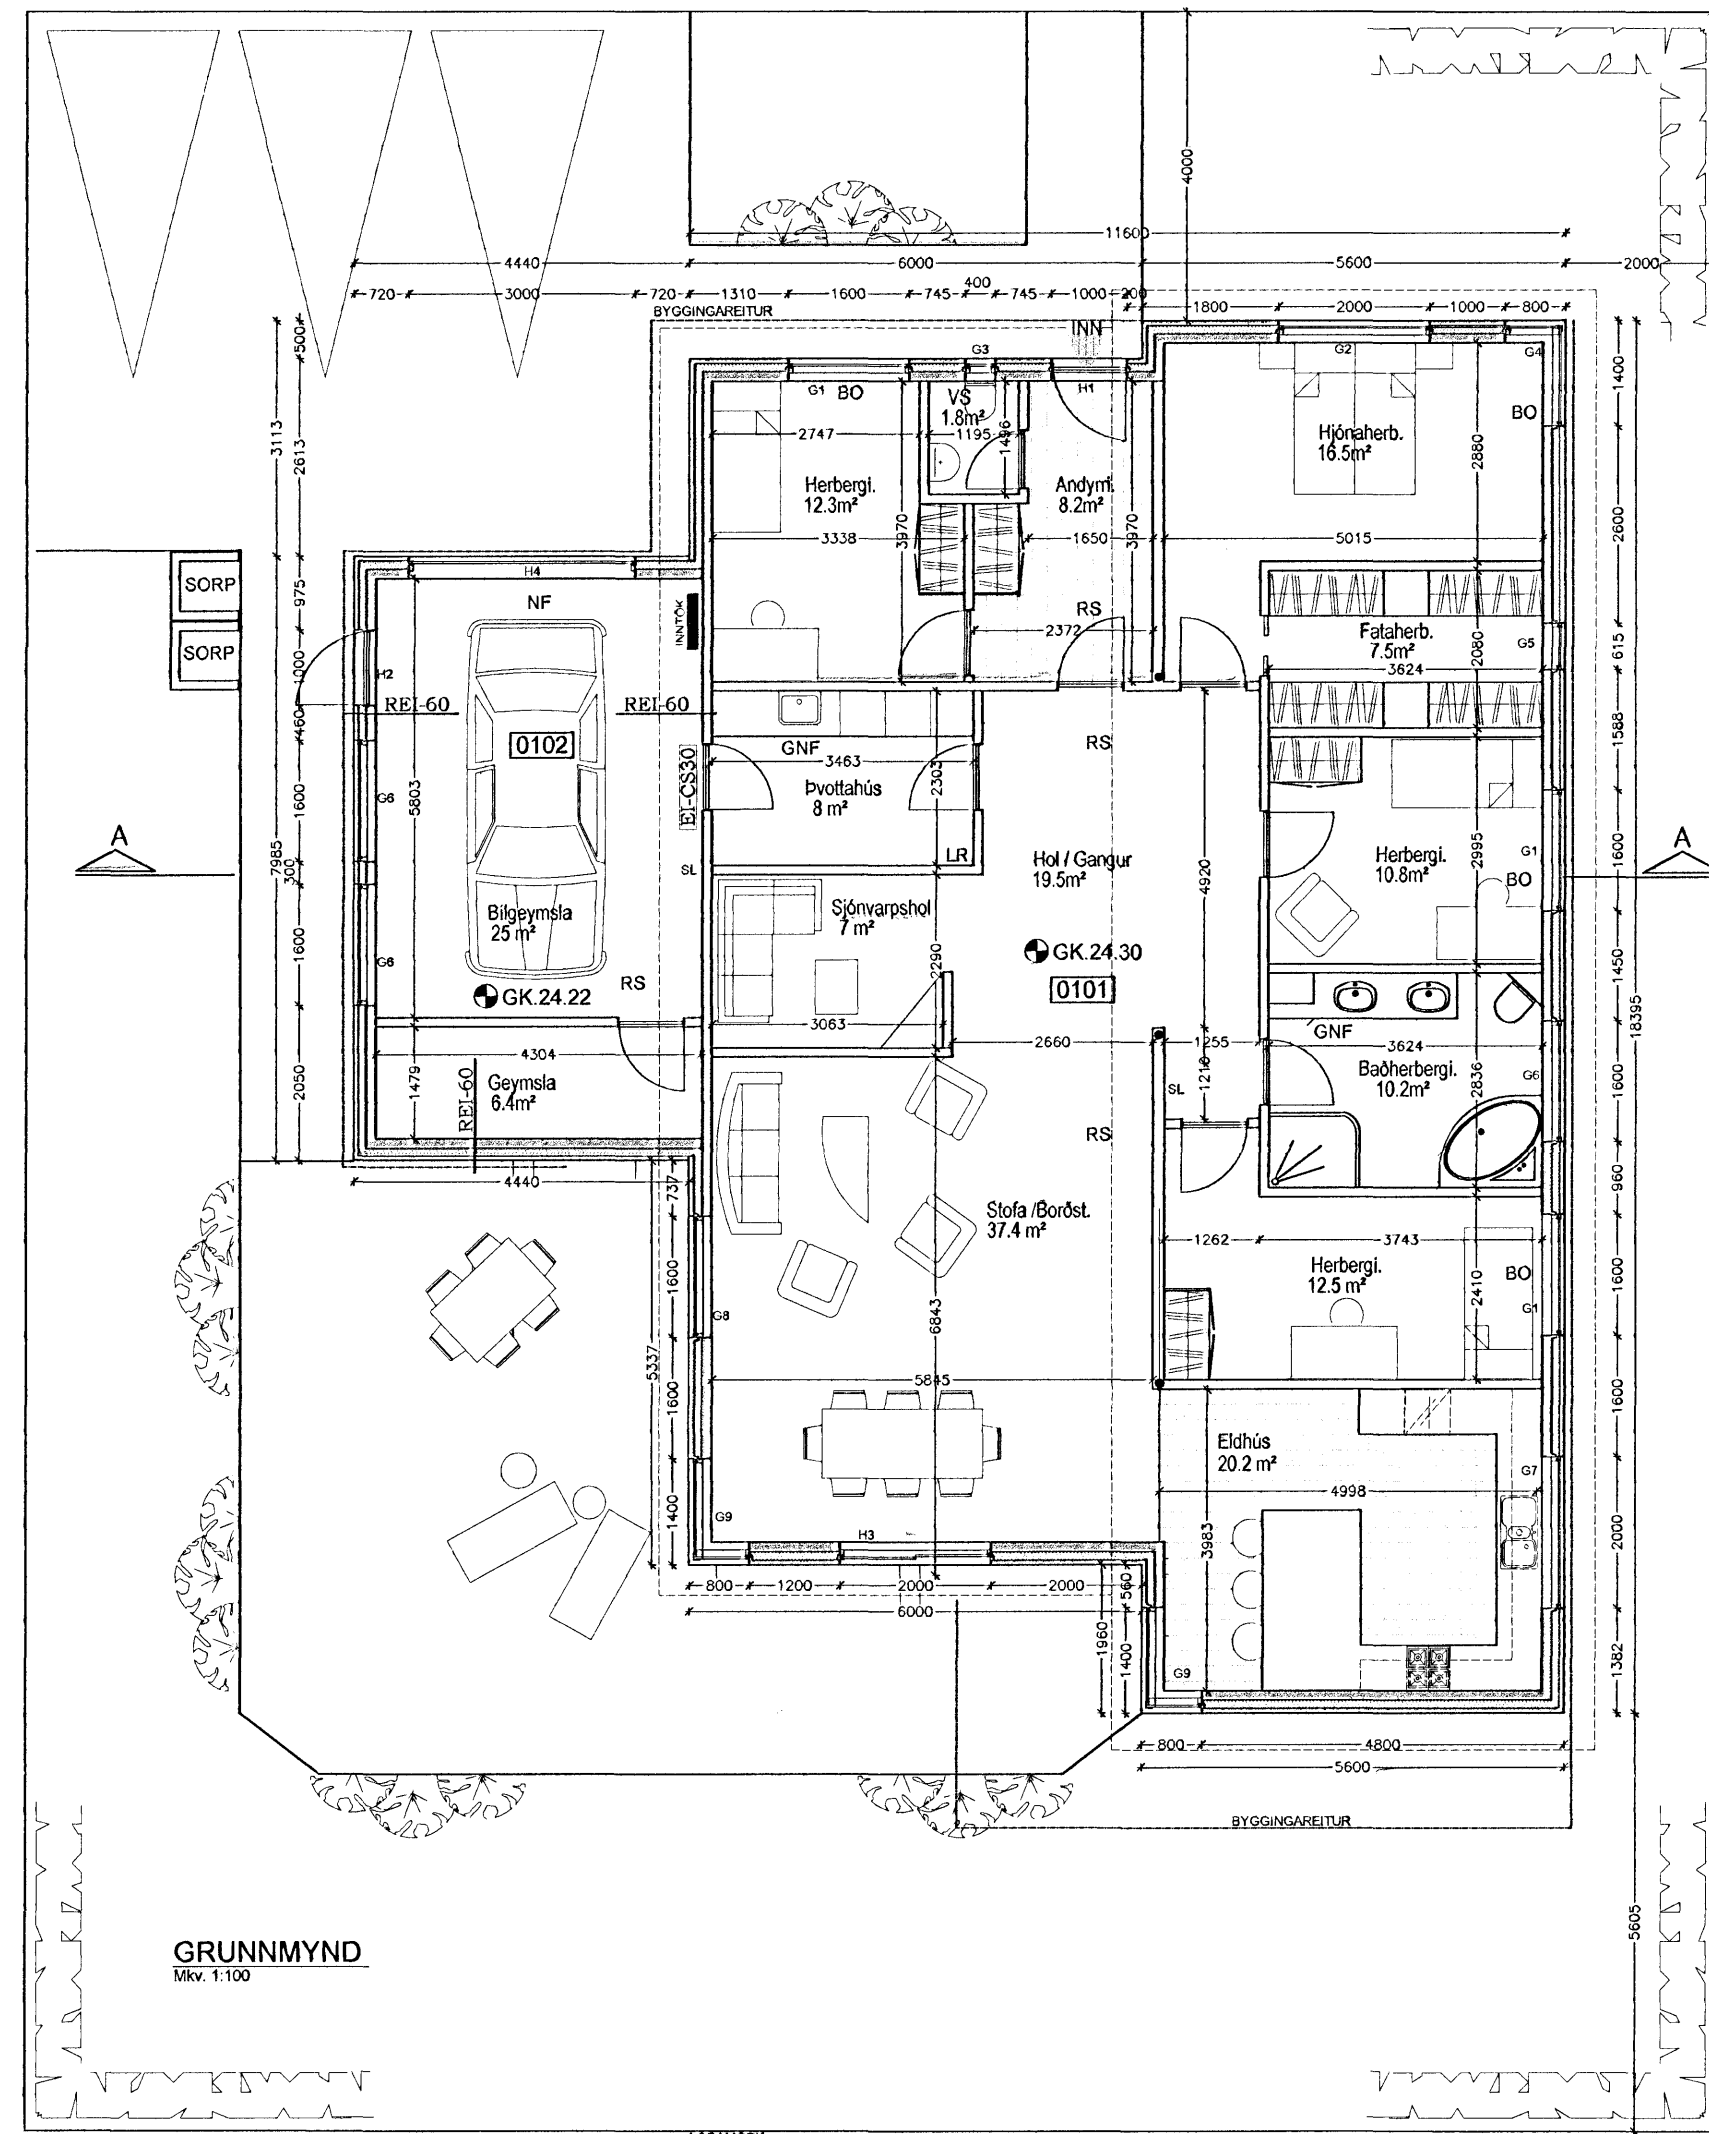 4000
11600
4440
6000
5600
2000
400
720
3000
720
1310
1600
745
745
1000
200
1800
2000
1000
800
BYGGINGAREITUR
INN
G3
G2
G4
500
1400
G1
BO
VS
1.8m²
H1
BO
3113
2613
2747
1195
1496
Hjónaherb.
16.5m²
2880
Herbergi.
12.3m²
Andyrri.
8.2m²
2600
3338
3970
1650
3970
5015
H4
SORP
975
NF
INNTÖK
RS
2372
Fataherb.
7.5m²
2080
G5
615
SORP
1000
H2
3624
REI-60
REI-60
460
0102
GNF
3463
EI-CS30
RS
1588
2303
Þvottahús
8 m²
G6
5803
1600
A
A
7985
300
SL
LR
Hol / Gangur
19.5m²
4920
Herbergi.
10.8m²
2995
G1
BO
1600
Bílgeymsla
25 m²
Sjónvarpshol
7 m²
1600
G6
2290
GK.24.30
1450
RS
GK.24.22
0101
18395
3063
GNF
2660
1255
3624
4304
1210
2050
1479
Geymsla
6.4m²
REI-60
SL
Baðherbergi.
10.2m²
2836
G6
1600
RS
4440
737
960
Stofa /Borðst.
37.4 m²
1262
3743
1600
Herbergi.
12.5 m²
BO
2410
1600
G8
G1
6843
5337
5845
1600
1600
Eldhús
20.2 m²
G7
4998
1400
G9
H3
3983
2000
800
1200
2000
2000
560
6000
1960
1400
G9
1382
800
4800
5600
BYGGINGAREITUR
5605
GRUNNMYND
Mkv. 1:100